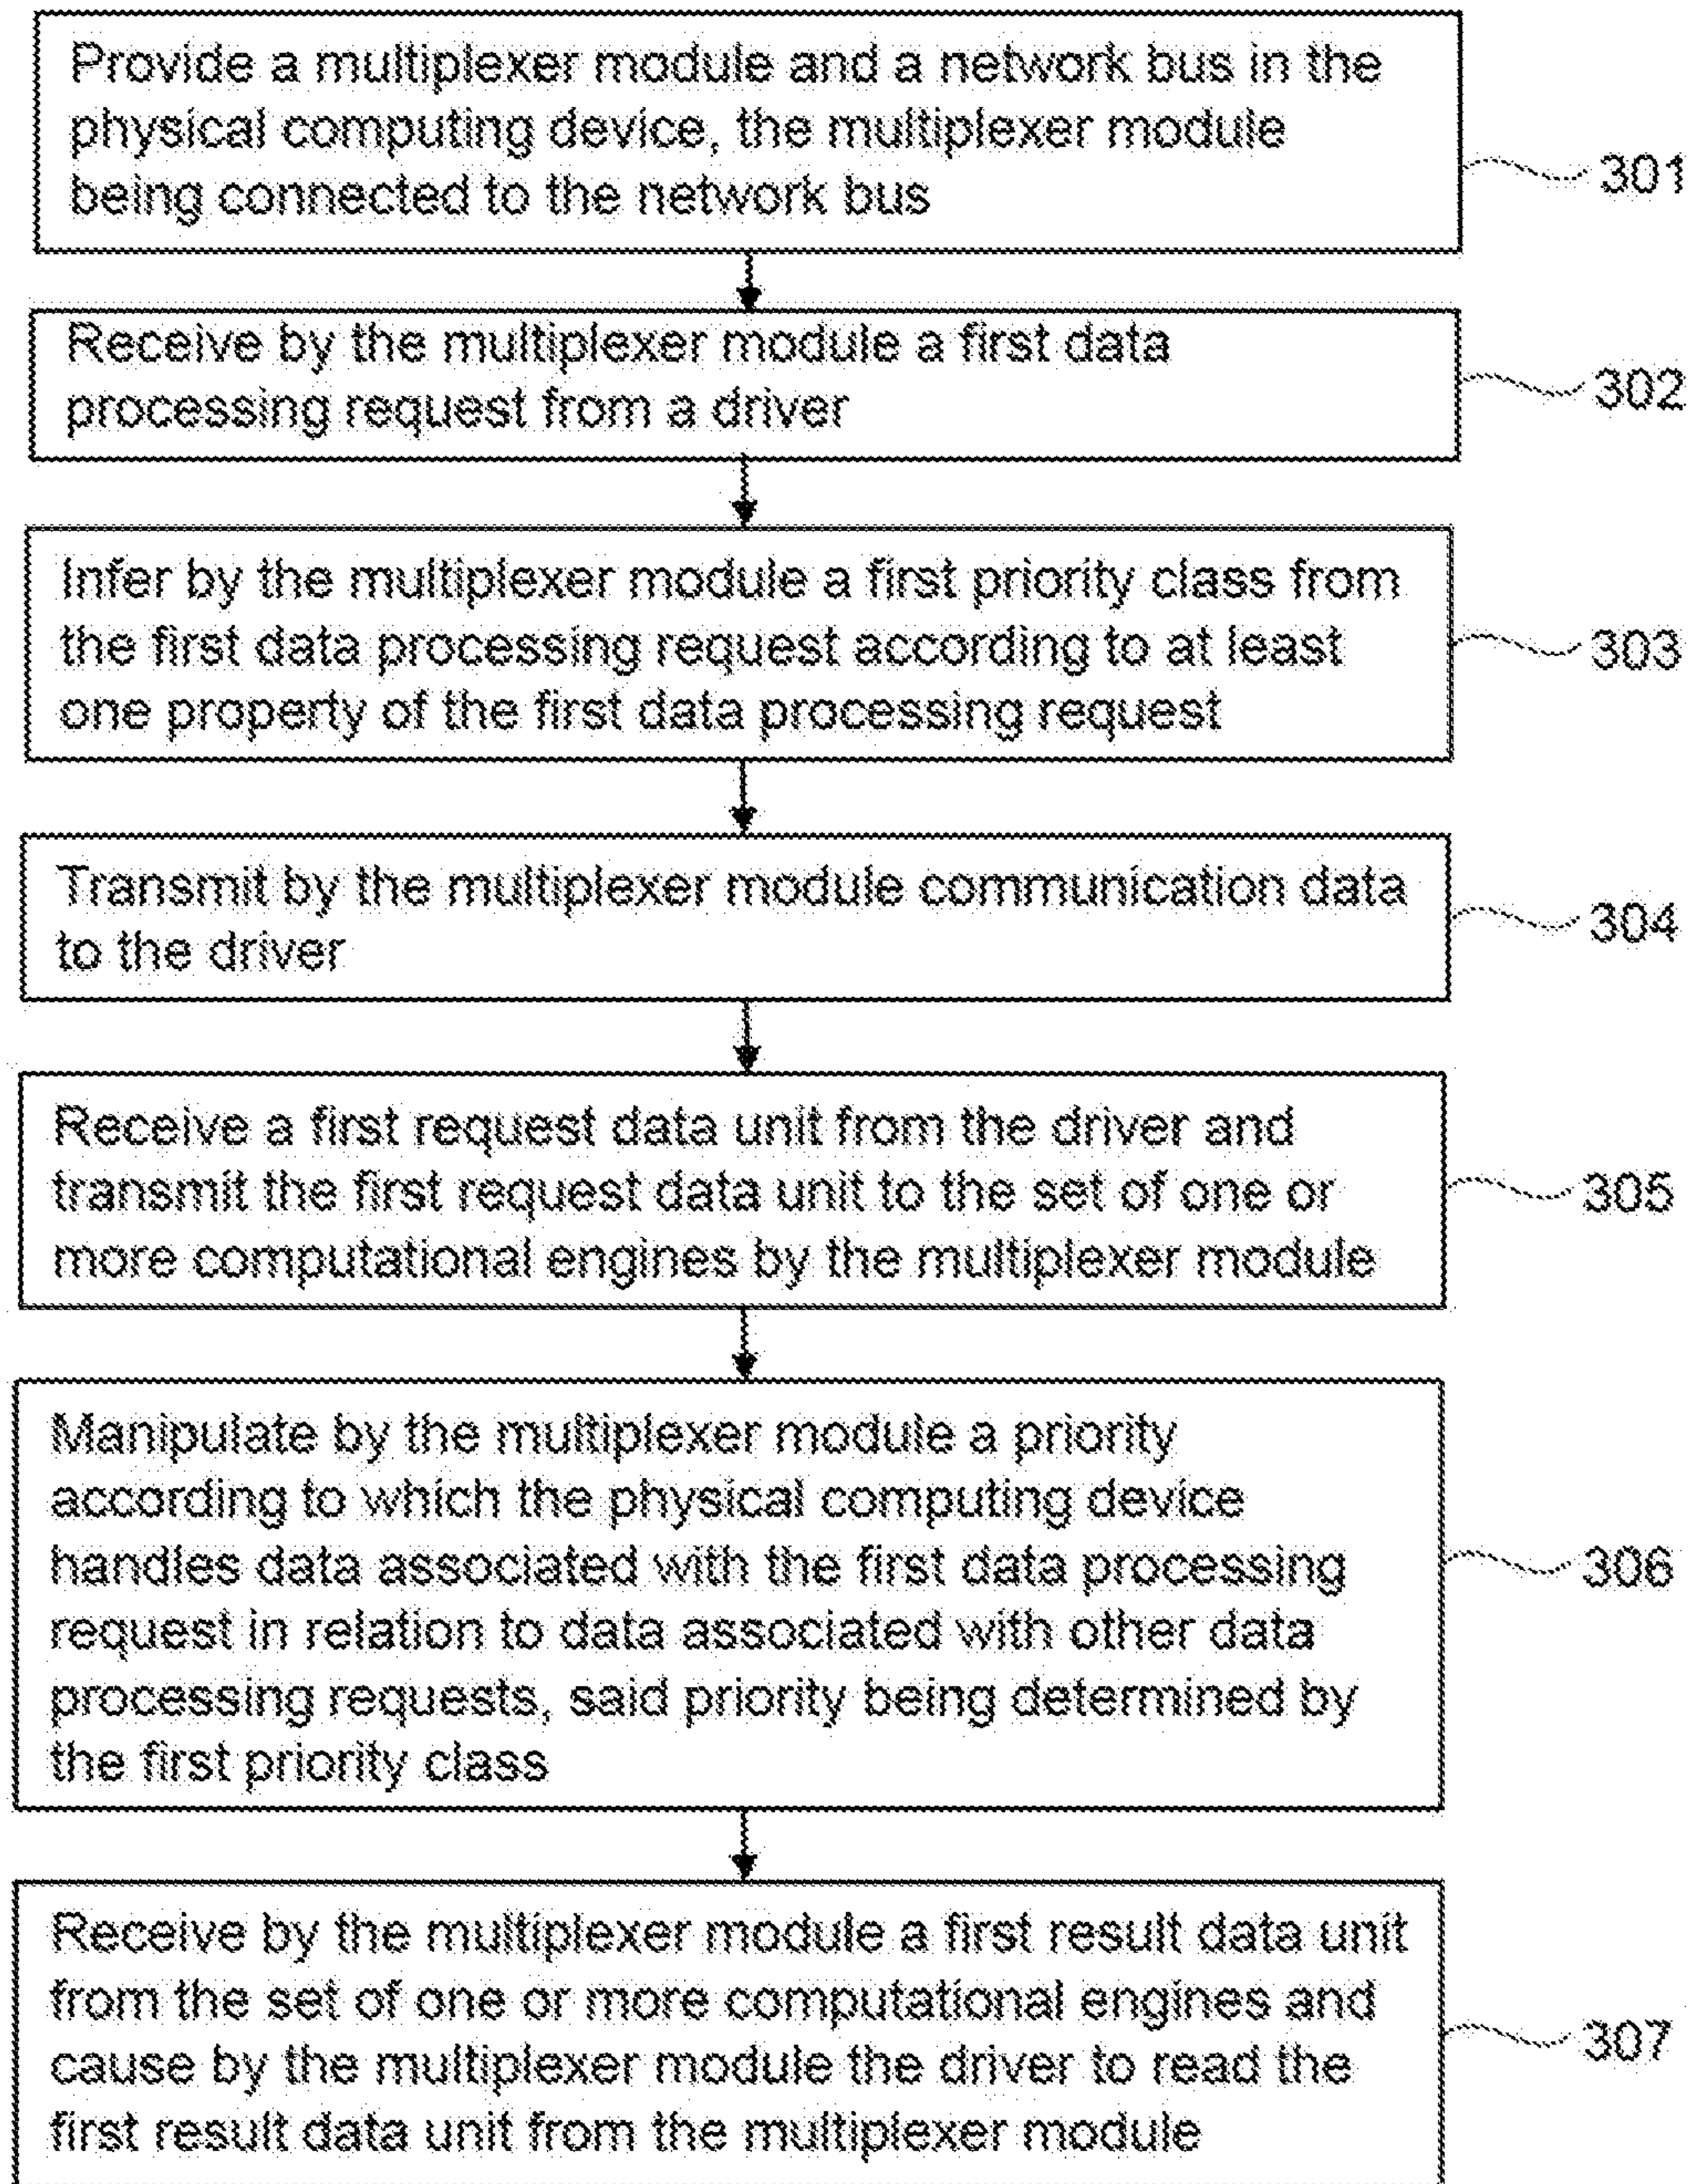 Provide a multiplexer module and a network bus in the
physical computing device, the multiplexer module
being connected to the network bus
301
Receive by the multiplexer module a first data
processing request from a driver
302
Infer by the multiplexer module a first priority class from
the first data processing request according to at least
one property of the first data processing request
303
Transmit by the multiplexer module communication data
to the driver
304
Receive a first request data unit from the driver and
transmit the first request data unit to the set of one or
more computational engines by the multiplexer module
305
Manipulate by the multiplexer module a priority
according to which the physical computing device
handles data associated with the first data processing
request in relation to data associated with other data
processing requests, said priority being determined by
the first priority class
306
Receive by the multiplexer module a first result data unit
from the set of one or more computational engines and
cause by the multiplexer module the driver to read the
first result data unit from the multiplexer module
307